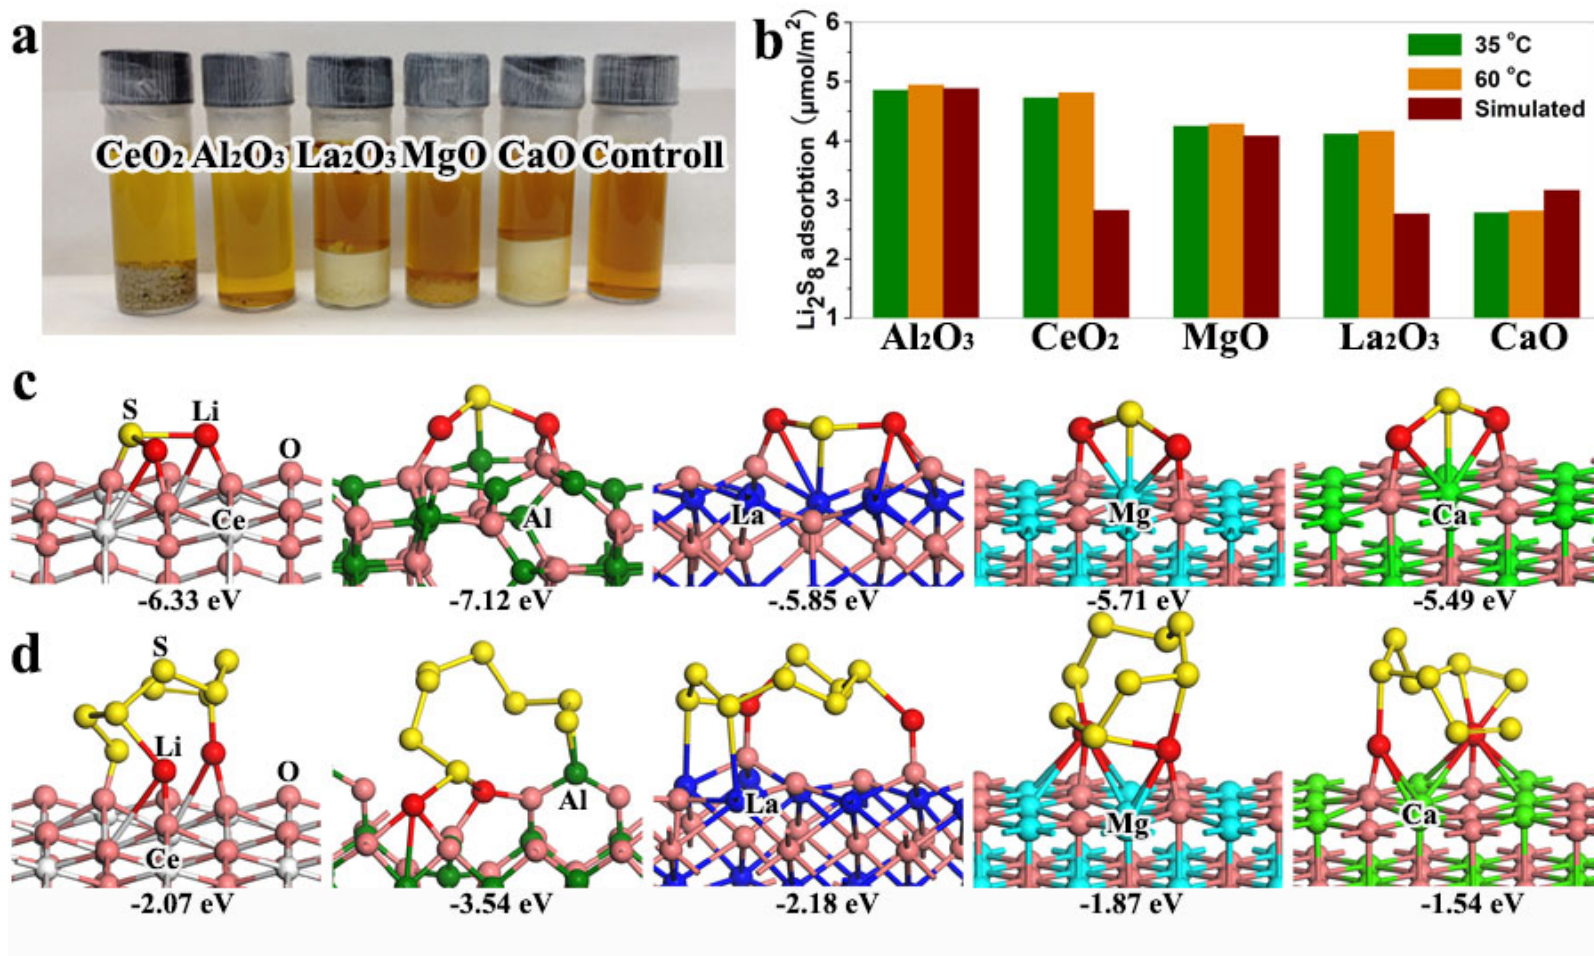 a
CeO₂ Al₂O₃ La₂O₃ MgO CaO Controll
b
Li₂S₈ adsorbtion (μmol/m²)
6
5
4
3
2
1
35 °C
60 °C
Simulated
Al₂O₃ CeO₂ MgO La₂O₃ CaO
c
S Li O Ce
Al
La
Mg
Ca
-6.33 eV -7.12 eV -.5.85 eV -5.71 eV -5.49 eV
d
S Li O Ce
Al
La
Mg
Ca
-2.07 eV -3.54 eV -2.18 eV -1.87 eV -1.54 eV